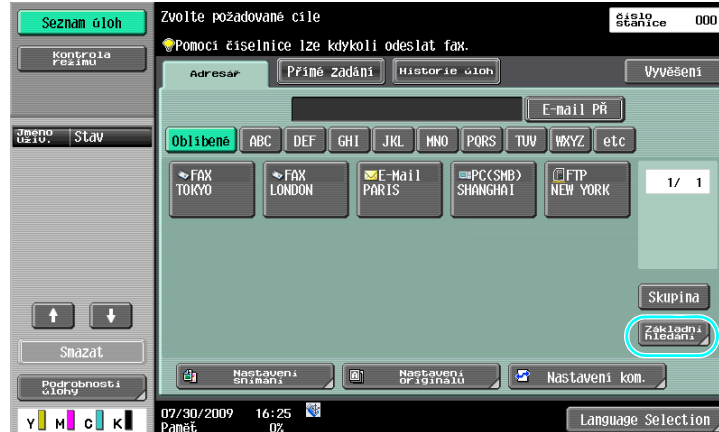 Seznam úloh
Kontrola
režimu
Jméno
uživ.
Stav
Smazat
Podrobnosti
úlohy
Y M C K
Zvolte požadované cíle
číslo
stanice
000
Pomocí číselnice lze kdykoli odeslat fax.
Adresář
Přímé zadání
Historie úloh
Vyvěšení
E-mail PŘ
Oblíbené ABC DEF GHI JKL MNO PQRS TUV WXYZ etc
FAX
TOKYO
FAX
LONDON
E-Mail
PARIS
PC(SMB)
SHANGHAI
FTP
NEW YORK
1/ 1
Skupina
Základní
hledání
Nastavení
snímání
Nastavení
originálu
Nastavení kom.
07/30/2009 16:25
Paměť 0%
Language Selection